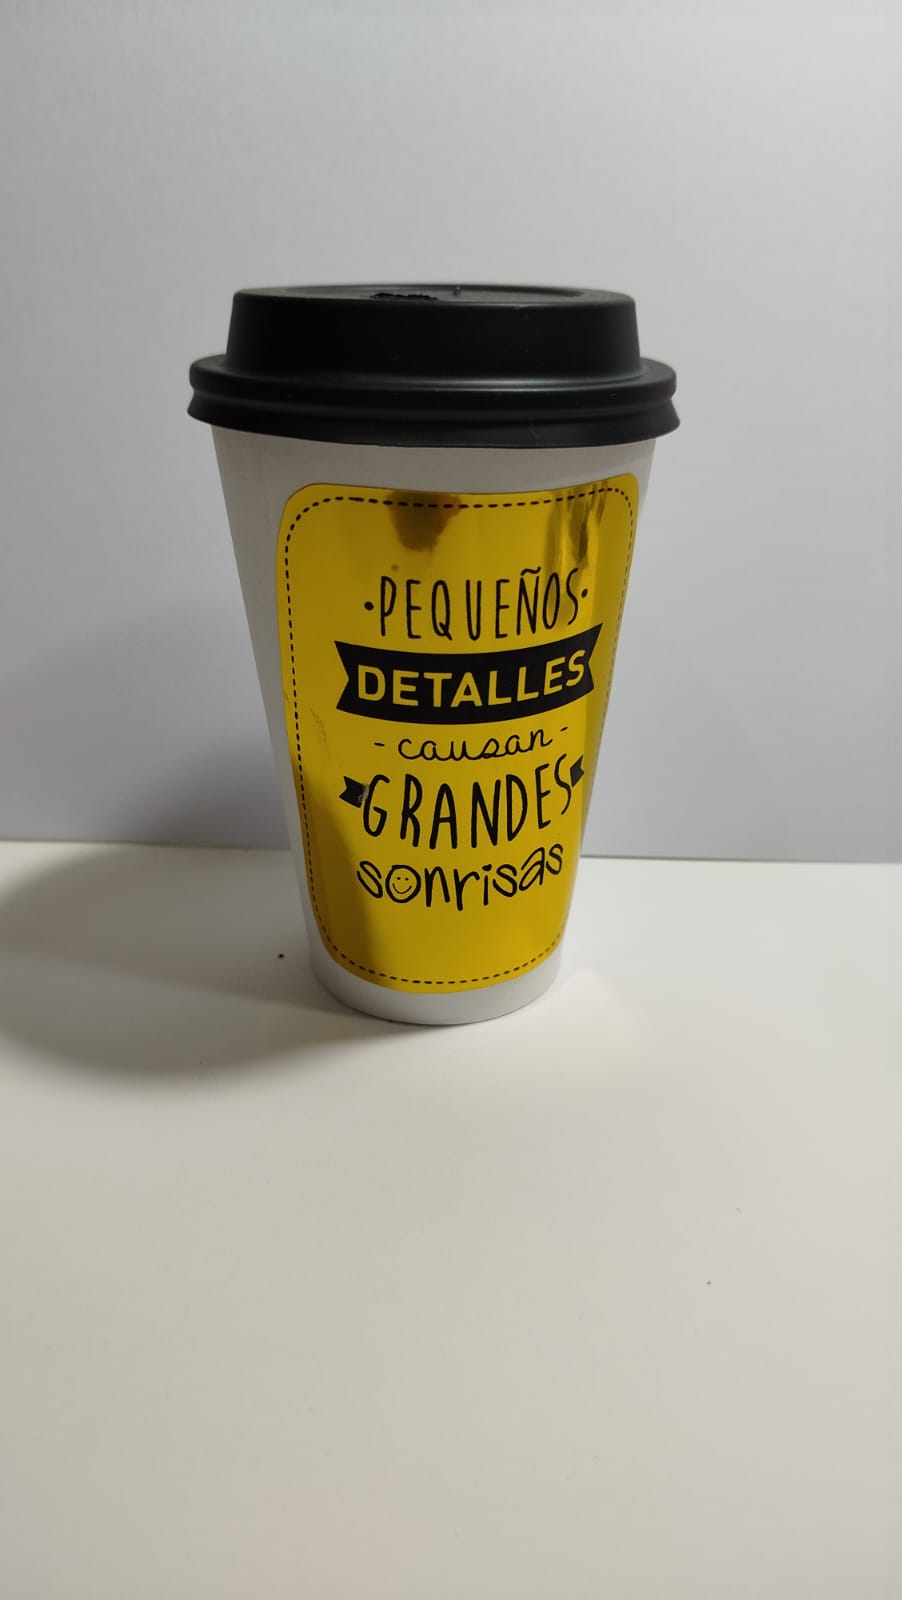 ·PEQUEÑOS·
DETALLES
- causan -
GRANDES
sonrisas